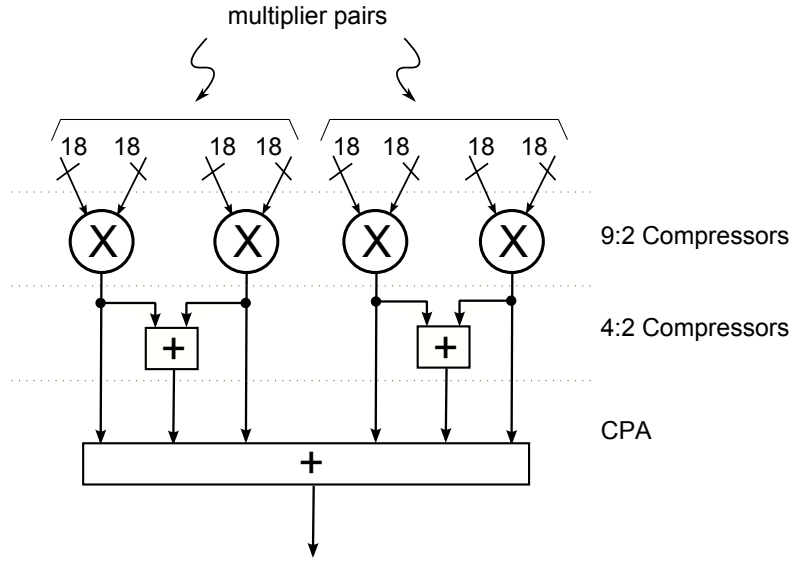 multiplier pairs
18 18 18 18 18 18 18 18
X X X X
9:2 Compressors
+ +
4:2 Compressors
CPA
+